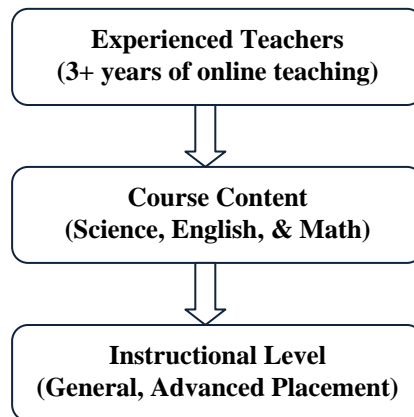 Experienced Teachers
(3+ years of online teaching)
Course Content
(Science, English, & Math)
Instructional Level
(General, Advanced Placement)